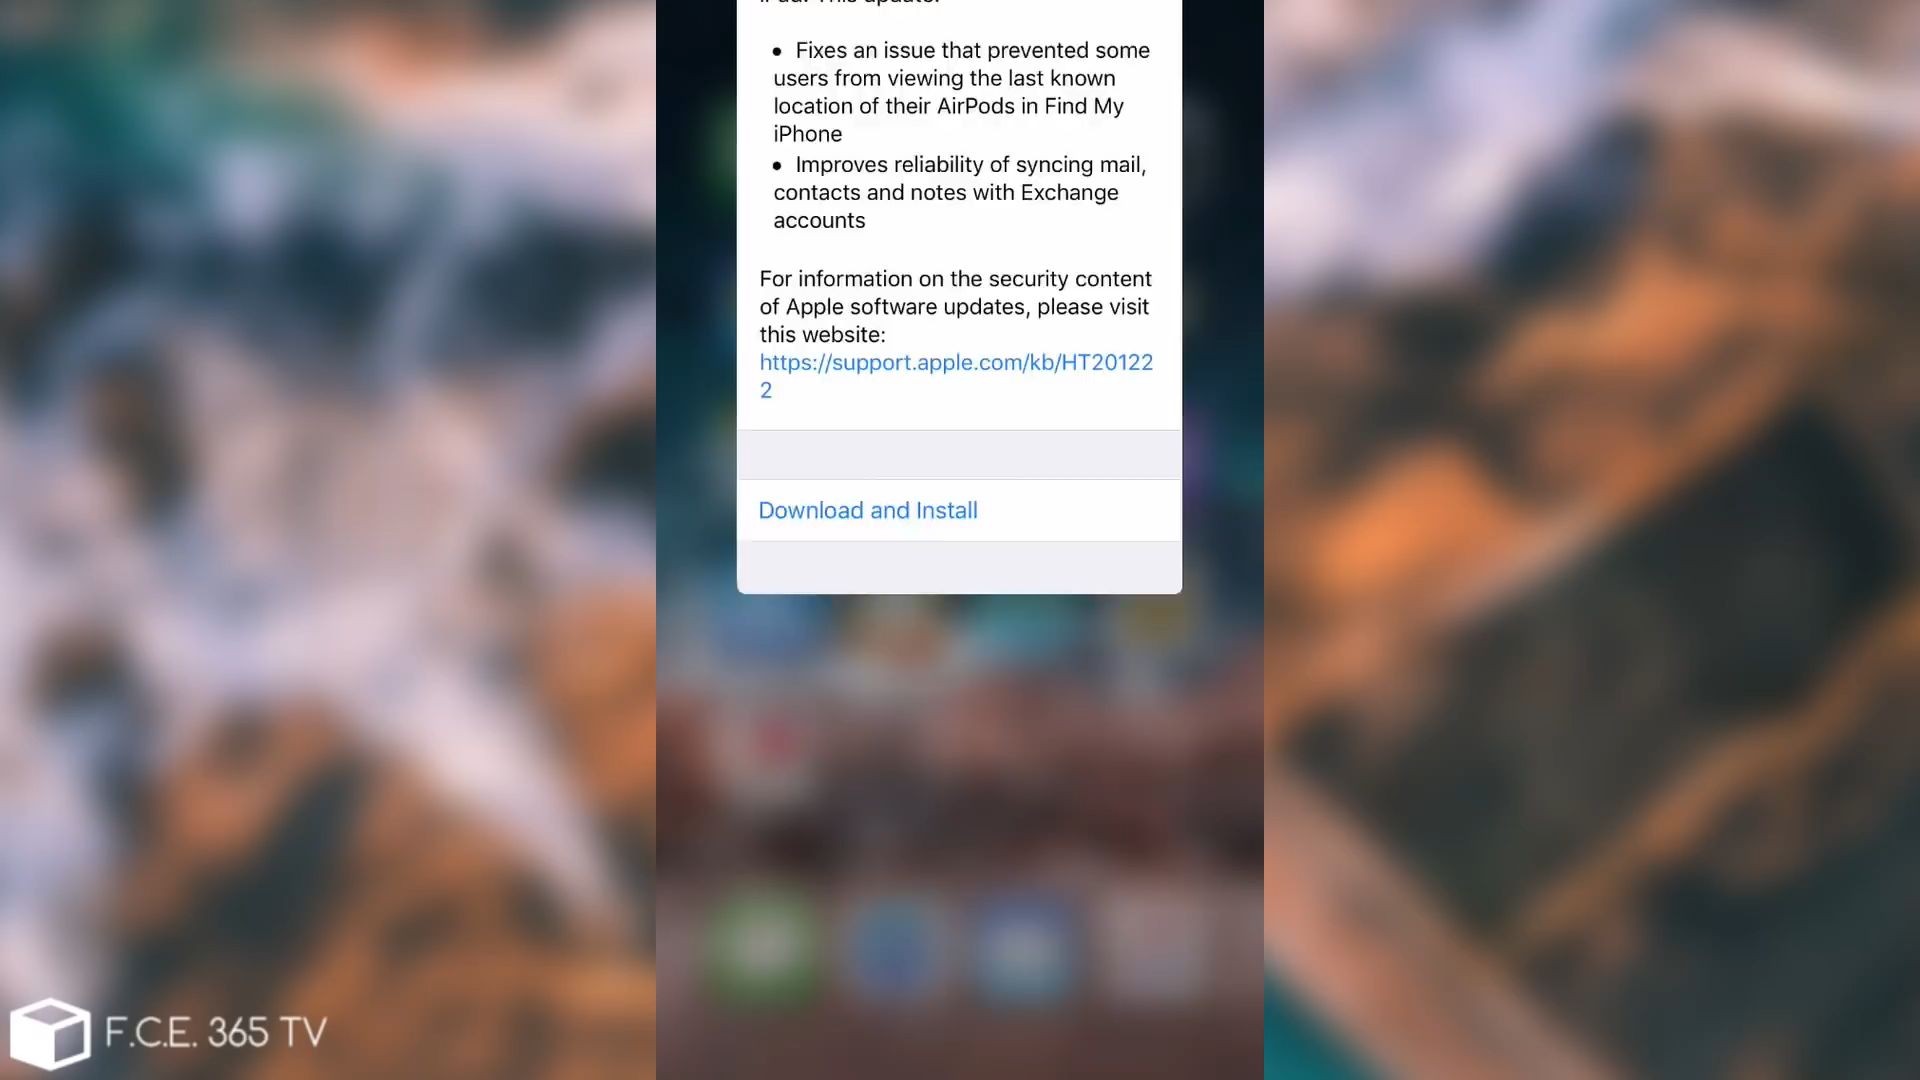 iPad. This update:
• Fixes an issue that prevented some
users from viewing the last known
location of their AirPods in Find My
iPhone
• Improves reliability of syncing mail,
contacts and notes with Exchange
accounts
For information on the security content
of Apple software updates, please visit
this website:
https://support.apple.com/kb/HT20122
2
Download and Install
F.C.E. 365 TV